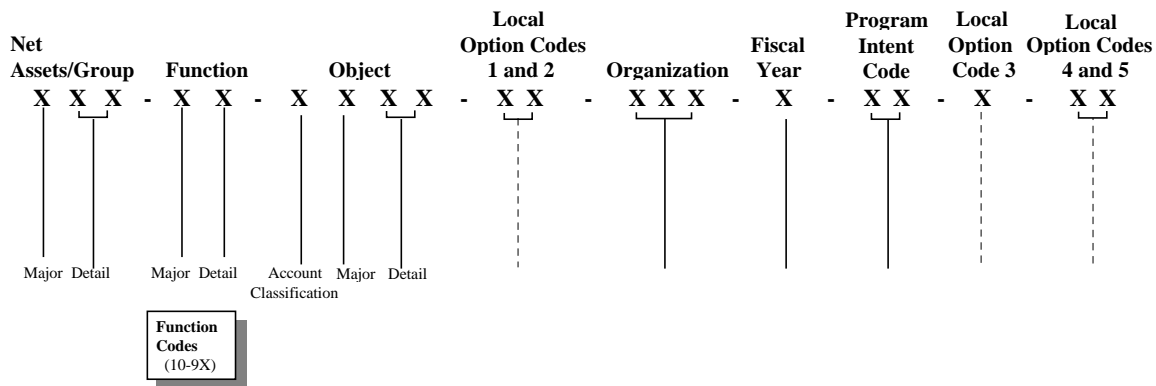 Local Program Local Local
Net Option Codes Fiscal Intent Option Option Codes
Assets/Group Function Object 1 and 2 Organization Year Code Code 3 4 and 5
X X X - X X - X X X X - X X - X X X - X - X X - X - X X
Major Detail Major Detail Account Major Detail
Classification
Function
Codes
(10-9X)